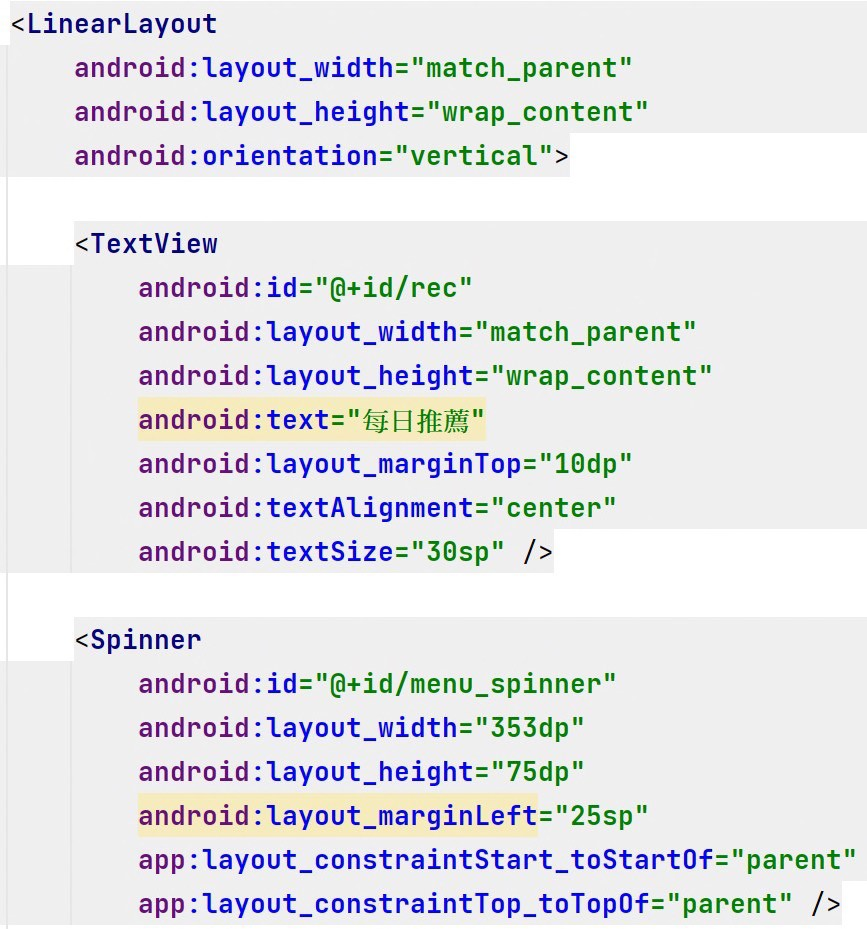 <LinearLayout
android:layout_width="match_parent"
android:layout_height="wrap_content"
android:orientation="vertical">
<TextView
android:id="@+id/rec"
android:layout_width="match_parent"
android:layout_height="wrap_content"
android:text="每日推薦"
android:layout_marginTop="10dp"
android:textAlignment="center"
android:textSize="30sp" />
<Spinner
android:id="@+id/menu_spinner"
android:layout_width="353dp"
android:layout_height="75dp"
android:layout_marginLeft="25sp"
app:layout_constraintStart_toStartOf="parent"
app:layout_constraintTop_toTopOf="parent" />